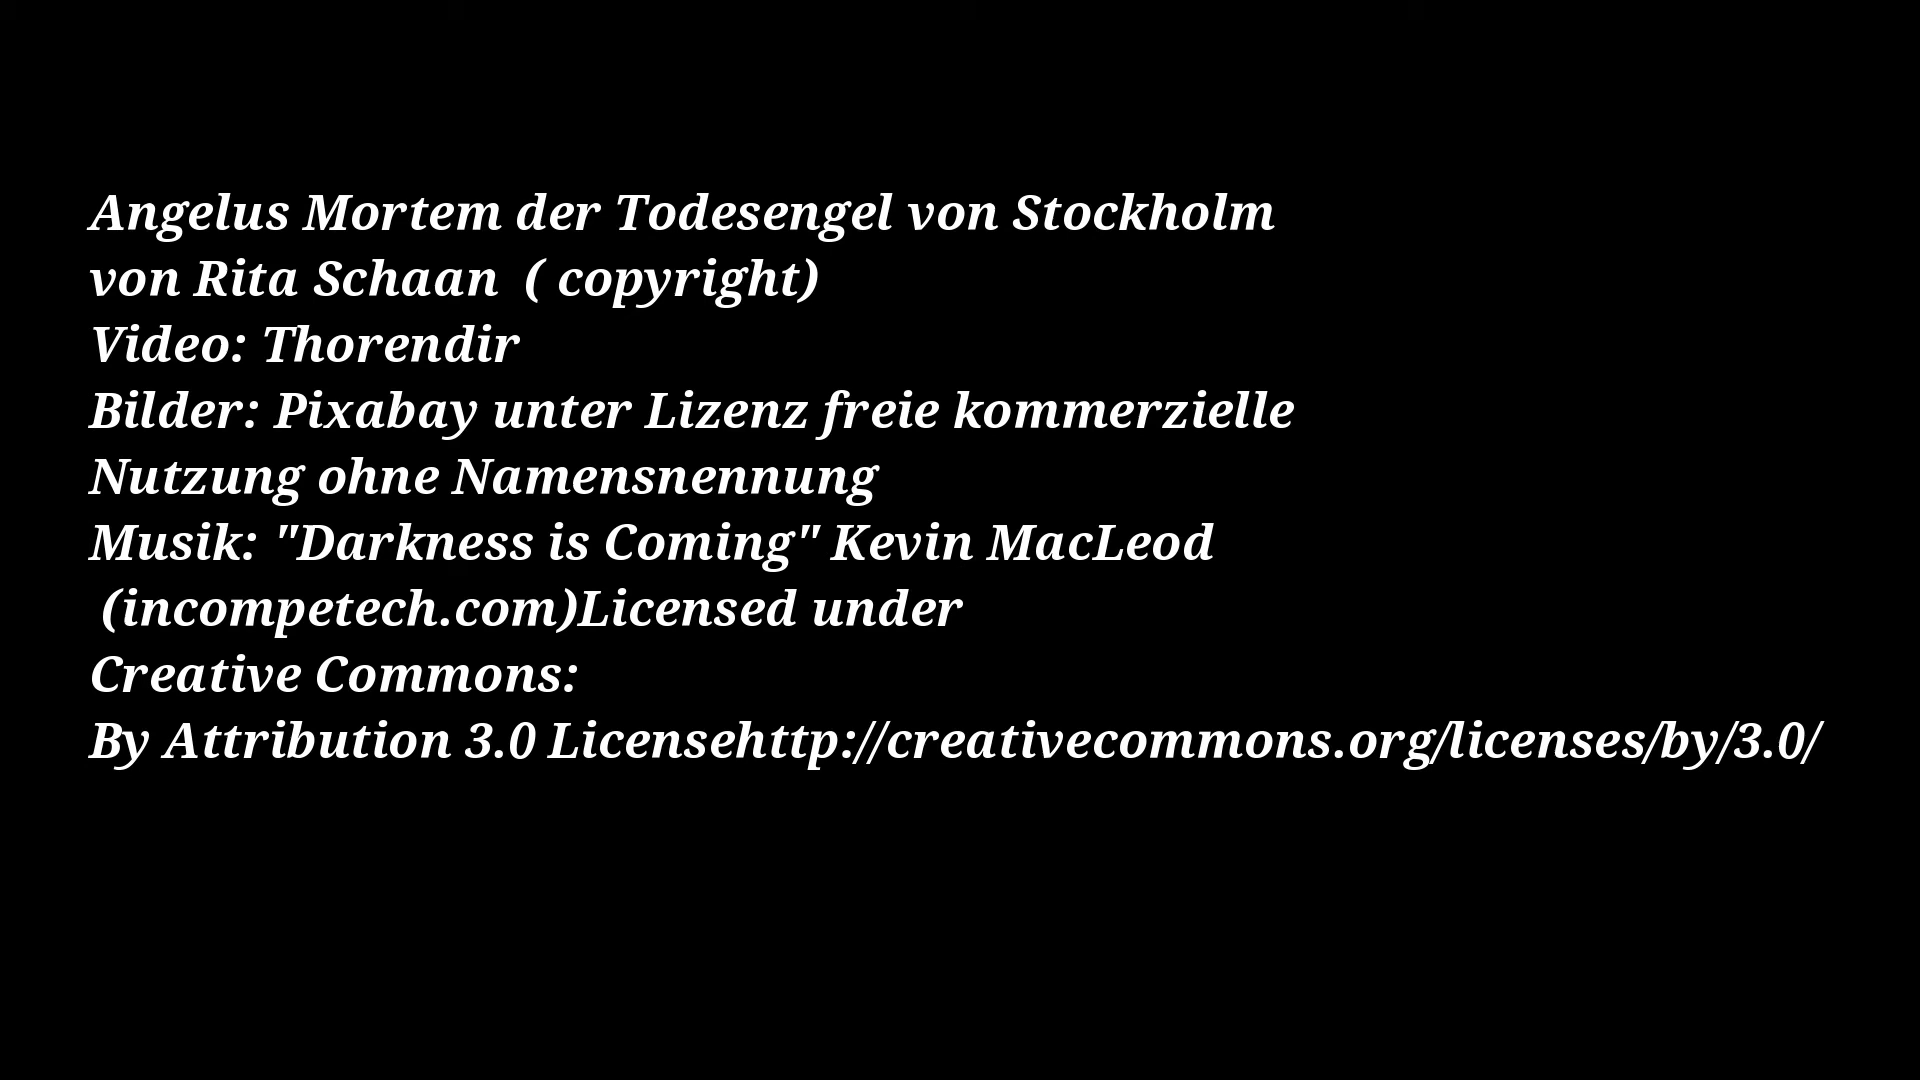 Angelus Mortem der Todesengel von Stockholm
von Rita Schaan  ( copyright)
Video: Thorendir
Bilder: Pixabay unter Lizenz freie kommerzielle
Nutzung ohne Namensnennung
Musik: "Darkness is Coming" Kevin MacLeod
(incompetech.com)Licensed under
Creative Commons:
By Attribution 3.0 Licensehttp://creativecommons.org/licenses/by/3.0/